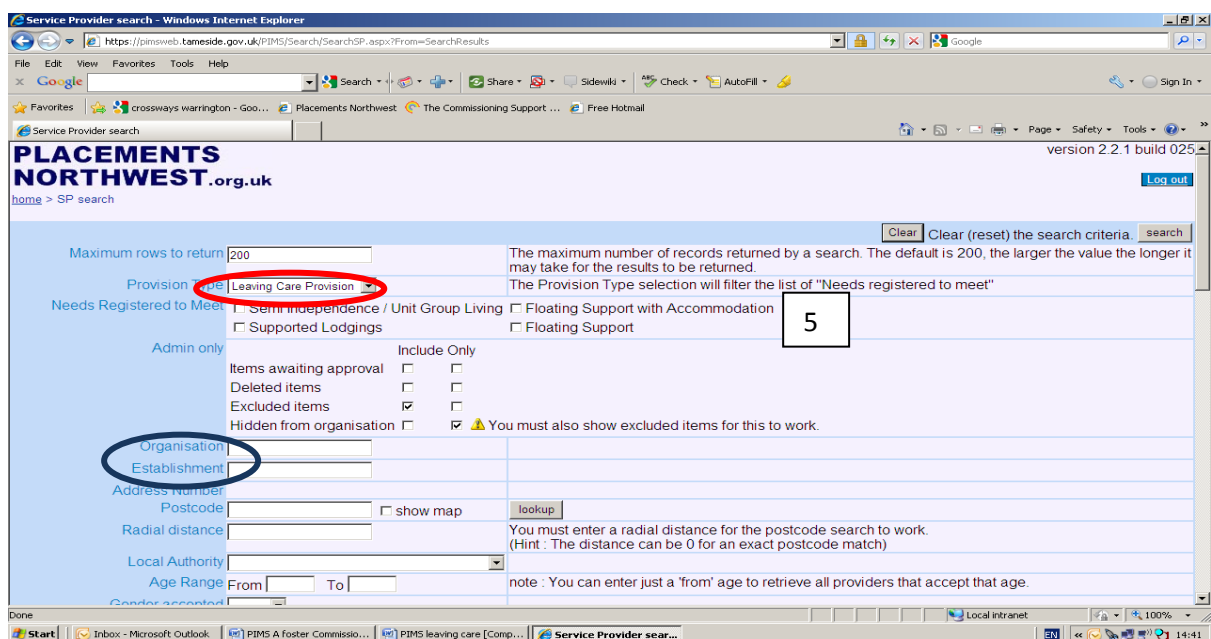 Service Provider search - Windows Internet Explorer
https://pimsweb.tameside.gov.uk/PIMS/Search/SearchSP.aspx?From=SearchResults
Google
File Edit View Favorites Tools Help
Google Search Share Sidewiki Check AutoFill Sign In
Favorites crossways warrington - Goo... Placements Northwest The Commissioning Support ... Free Hotmail
Service Provider search
Page Safety Tools
PLACEMENTS
NORTHWEST.org.uk
version 2.2.1 build 025
Log out
home > SP search
Clear Clear (reset) the search criteria. search
Maximum rows to return 200 The maximum number of records returned by a search. The default is 200, the larger the value the longer it
may take for the results to be returned.
Provision Type Leaving Care Provision The Provision Type selection will filter the list of "Needs registered to meet"
Needs Registered to Meet Semi Independence / Unit Group Living Floating Support with Accommodation
Supported Lodgings Floating Support
5
Admin only Include Only
Items awaiting approval
Deleted items
Excluded items
Hidden from organisation You must also show excluded items for this to work.
Organisation
Establishment
Address Number
Postcode show map lookup
Radial distance You must enter a radial distance for the postcode search to work.
(Hint : The distance can be 0 for an exact postcode match)
Local Authority
Age Range From To note : You can enter just a 'from' age to retrieve all providers that accept that age.
Gender accepted
Done Local intranet 100%
Start Inbox - Microsoft Outlook PIMS A foster Commissio... PIMS leaving care [Comp... Service Provider sear... EN 14:41